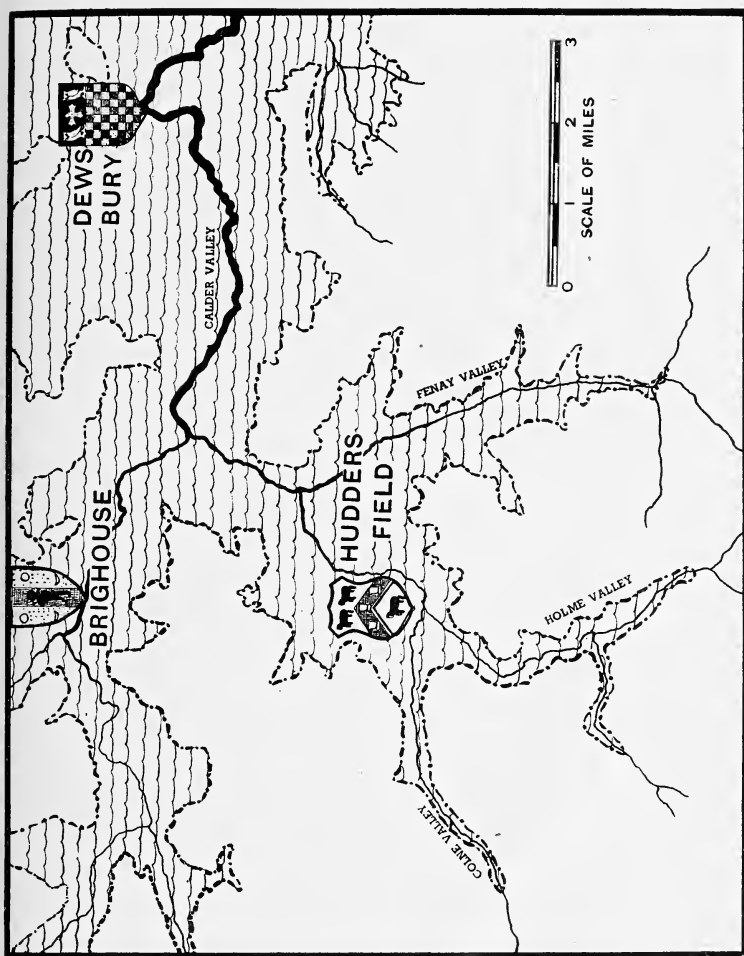 DEWS
BURY
CALDER VALLEY
BRIGHOUSE
HUDDERS
FIELD
FENAY VALLEY
HOLME VALLEY
COLNE VALLEY
0 1 2 3
SCALE OF MILES